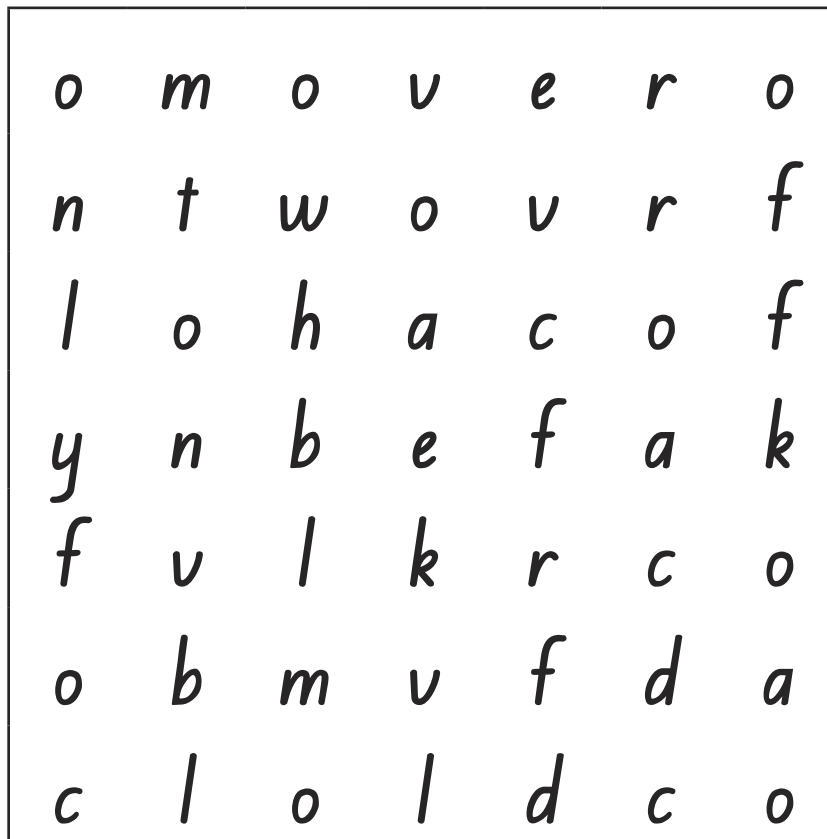 o m o v e r o
n t w o v r f
l o h a c o f
y n b e f a k
f v l k r c o
o b m v f d a
c l o l d c o